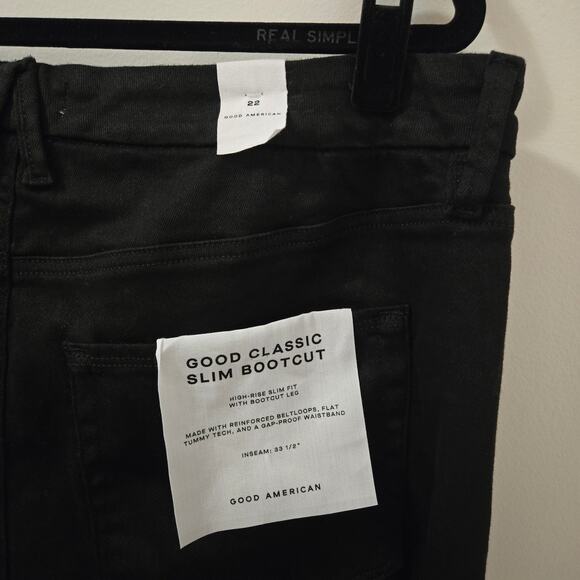 REAL SIMPL
22
GOOD AMERICAN
GOOD CLASSIC
SLIM BOOTCUT
HIGH-RISE SLIM FIT
WITH BOOTCUT LEG
MADE WITH REINFORCED BELTLOOPS, FLAT
TUMMY TECH, AND A GAP-PROOF WAISTBAND
INSEAM: 33 1/2"
GOOD AMERICAN